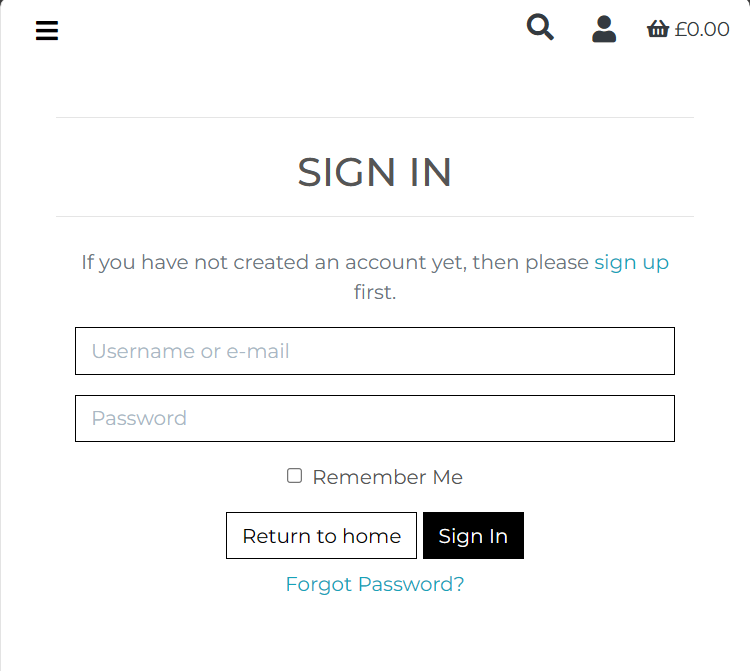 £0.00
SIGN IN
If you have not created an account yet, then please sign up
first.
Username or e-mail
Password
Remember Me
Return to home Sign In
Forgot Password?